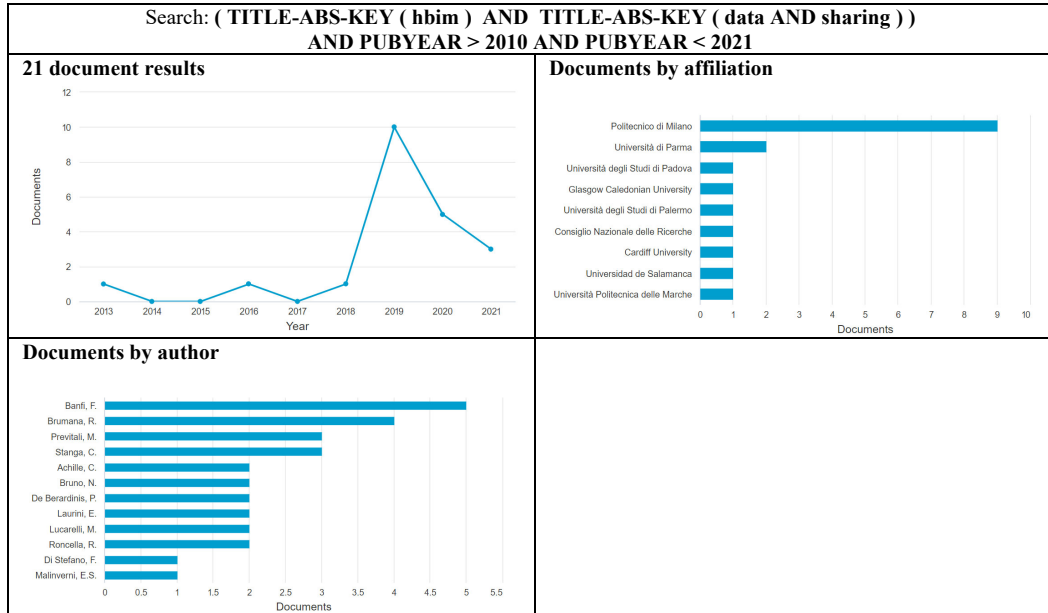 Search: ( TITLE-ABS-KEY ( hbim ) AND TITLE-ABS-KEY ( data AND sharing ) )
AND PUBYEAR > 2010 AND PUBYEAR < 2021
21 document results
12
10
8
6
4
2
0
Documents
2013 2014 2015 2016 2017 2018 2019 2020 2021
Year
Documents by affiliation
Politecnico di Milano
Università di Parma
Università degli Studi di Padova
Glasgow Caledonian University
Università degli Studi di Palermo
Consiglio Nazionale delle Ricerche
Cardiff University
Universidad de Salamanca
Università Politecnica delle Marche
0 1 2 3 4 5 6 7 8 9 10
Documents
Documents by author
Banfi, F.
Brumana, R.
Previtali, M.
Stanga, C.
Achille, C.
Bruno, N.
De Berardinis, P.
Laurini, E.
Lucarelli, M.
Roncella, R.
Di Stefano, F.
Malinverni, E.S.
0 0.5 1 1.5 2 2.5 3 3.5 4 4.5 5 5.5
Documents